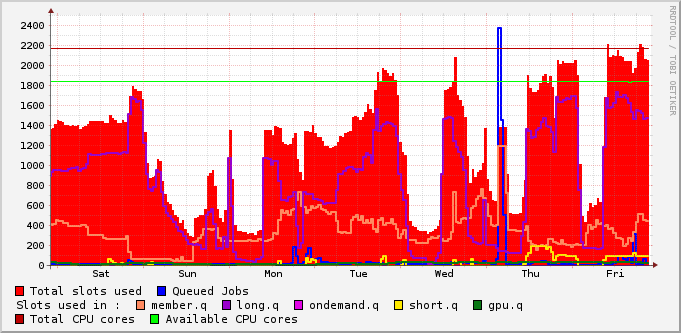 2400
2200
2000
1800
1600
1400
1200
1000
800
600
400
200
0
Sat Sun Mon Tue Wed Thu Fri
RRDTOOL / TOBI OETIKER
Total slots used Queued Jobs
Slots used in : member.q long.q ondemand.q short.q gpu.q
Total CPU cores Available CPU cores